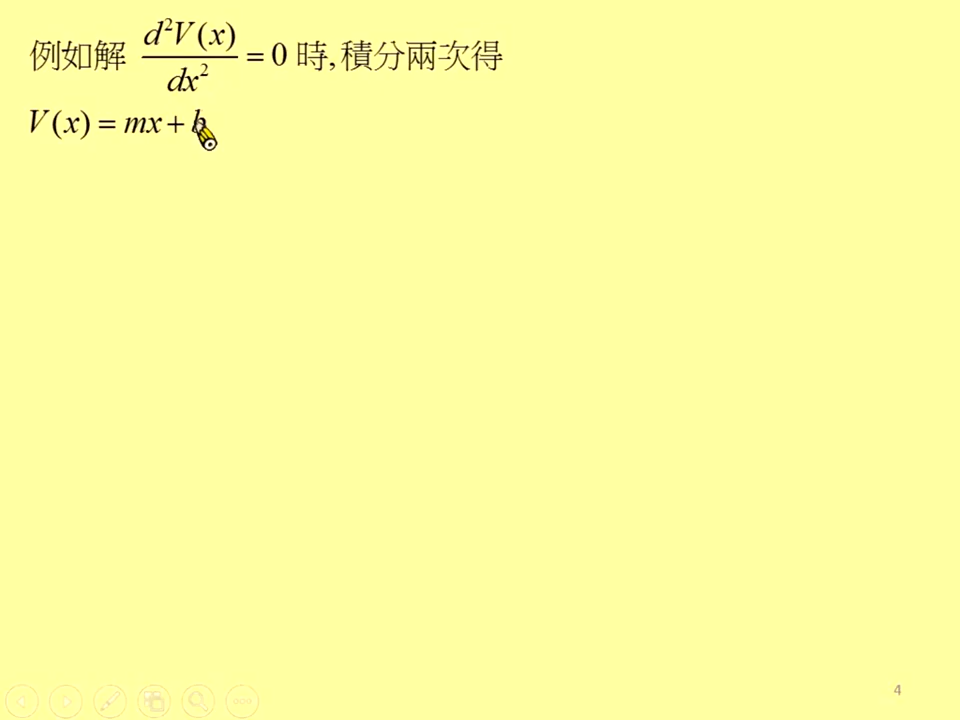 例如解 d²V(x)/dx² = 0 時,積分兩次得
V(x) = mx + b
4